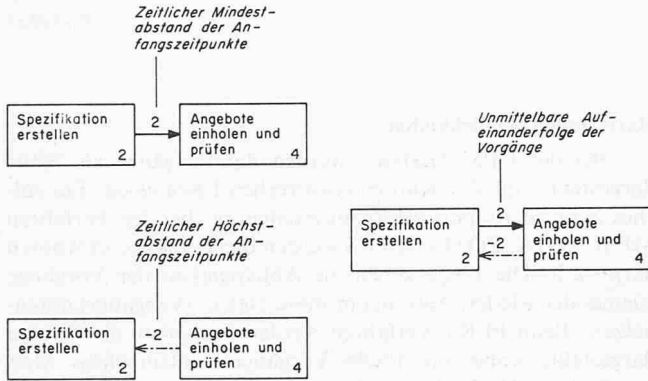 Zeitlicher Mindest-
abstand der An-
fangszeitpunkte
Spezifikation
erstellen
2
2
Angebote
einholen und
prüfen
4
Unmittelbare Auf-
einanderfolge der
Vorgänge
Spezifikation
erstellen
2
2
-2
Angebote
einholen und
prüfen
4
Zeitlicher Höchst-
abstand der An-
fangszeitpunkte
Spezifikation
erstellen
2
-2
Angebote
einholen und
prüfen
4